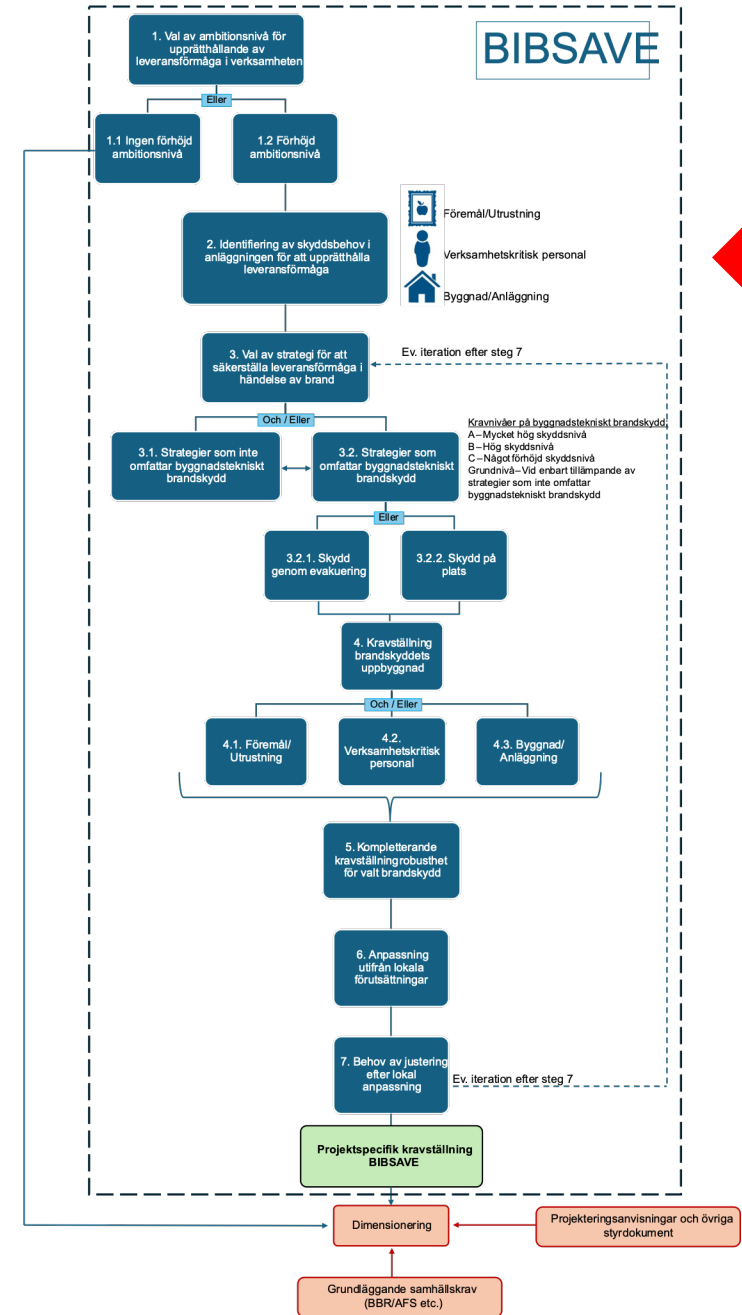 BIBSAVE
1. Val av ambitionsnivå för
upprätthållande av
leveransförmåga i verksamheten
Eller
1.1 Ingen förhöjd
ambitionsnivå
1.2 Förhöjd
ambitionsnivå
2. Identifiering av skyddsbehov i
anläggningen för att upprätthålla
leveransförmåga
Föremål/Utrustning
Verksamhetskritisk personal
Byggnad/Anläggning
3. Val av strategi för att
säkerställa leveransförmåga i
händelse av brand
Ev. iteration efter steg 7
Och / Eller
3.1. Strategier som inte
omfattar byggnadstekniskt
brandskydd
3.2. Strategier som
omfattar byggnadstekniskt
brandskydd
Kravnivåer på byggnadstekniskt brandskydd
A – Mycket hög skyddsnivå
B – Hög skyddsnivå
C – Något förhöjd skyddsnivå
Grundnivå – Vid enbart tillämpande av
strategier som inte omfattar
byggnadstekniskt brandskydd
Eller
3.2.1. Skydd
genom evakuering
3.2.2. Skydd på
plats
4. Kravställning
brandskyddets
uppbyggnad
Och / Eller
4.1. Föremål/
Utrustning
4.2.
Verksamhetskritisk
personal
4.3. Byggnad/
Anläggning
5. Kompletterande
kravställning robusthet
för valt brandskydd
6. Anpassning
utifrån lokala
förutsättningar
7. Behov av justering
efter lokal
anpassning
Ev. iteration efter steg 7
Projektspecifik kravställning
BIBSAVE
Dimensionering
Projekteringsanvisningar och övriga
styrdokument
Grundläggande samhällskrav
(BBR/AFS etc.)